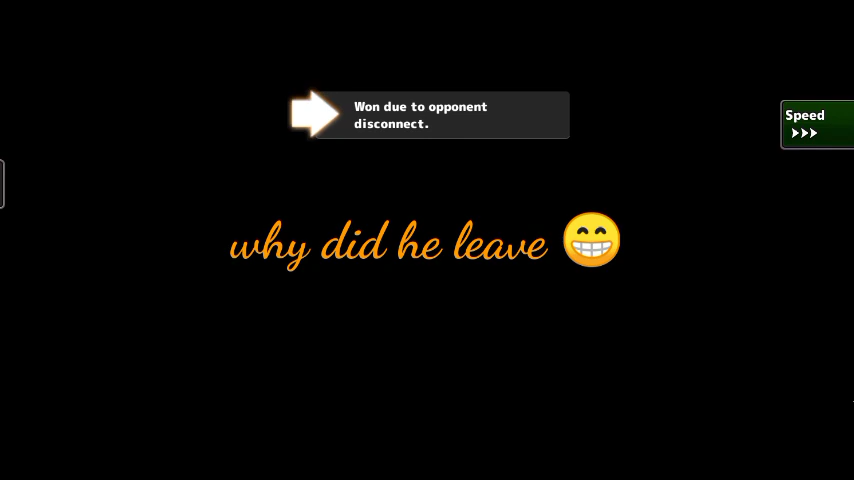 Won due to opponent
disconnect.
Speed
why did he leave 😁